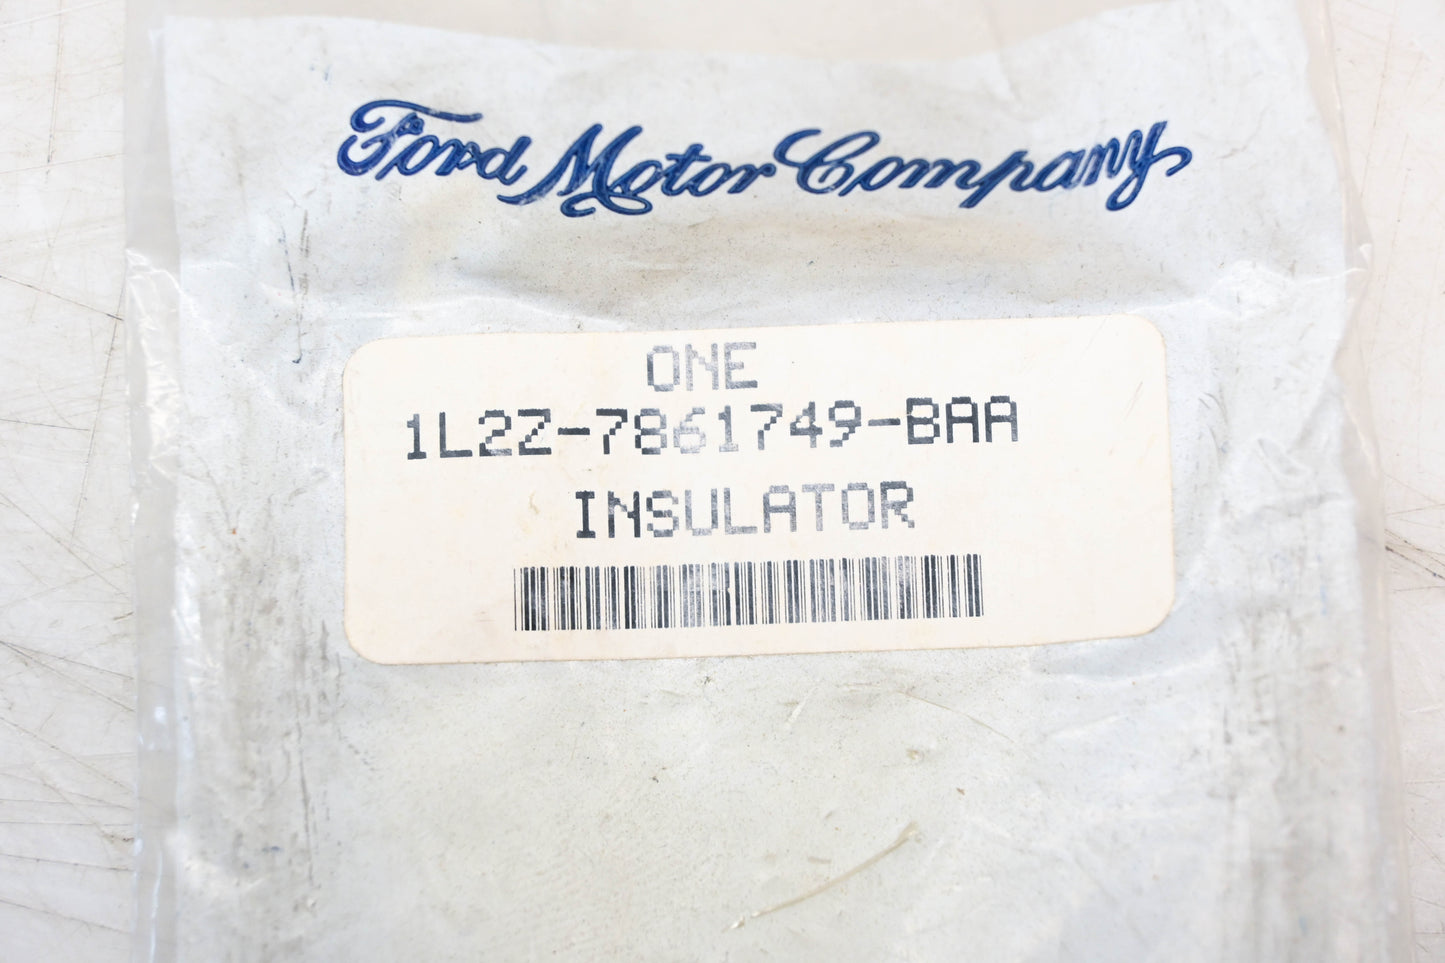 Ford Motor Company
ONE
1L2Z-7861749-BAA
INSULATOR